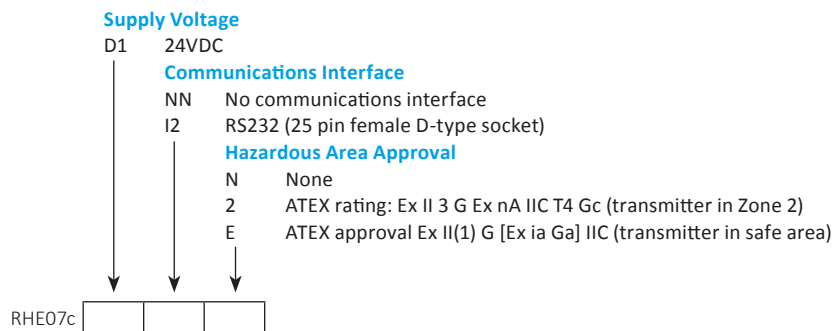 Supply Voltage
D1 24VDC
Communications Interface
NN No communications interface
I2 RS232 (25 pin female D-type socket)
Hazardous Area Approval
N None
2 ATEX rating: Ex II 3 G Ex nA IIC T4 Gc (transmitter in Zone 2)
E ATEX approval Ex II(1) G [Ex ia Ga] IIC (transmitter in safe area)
RHE07c